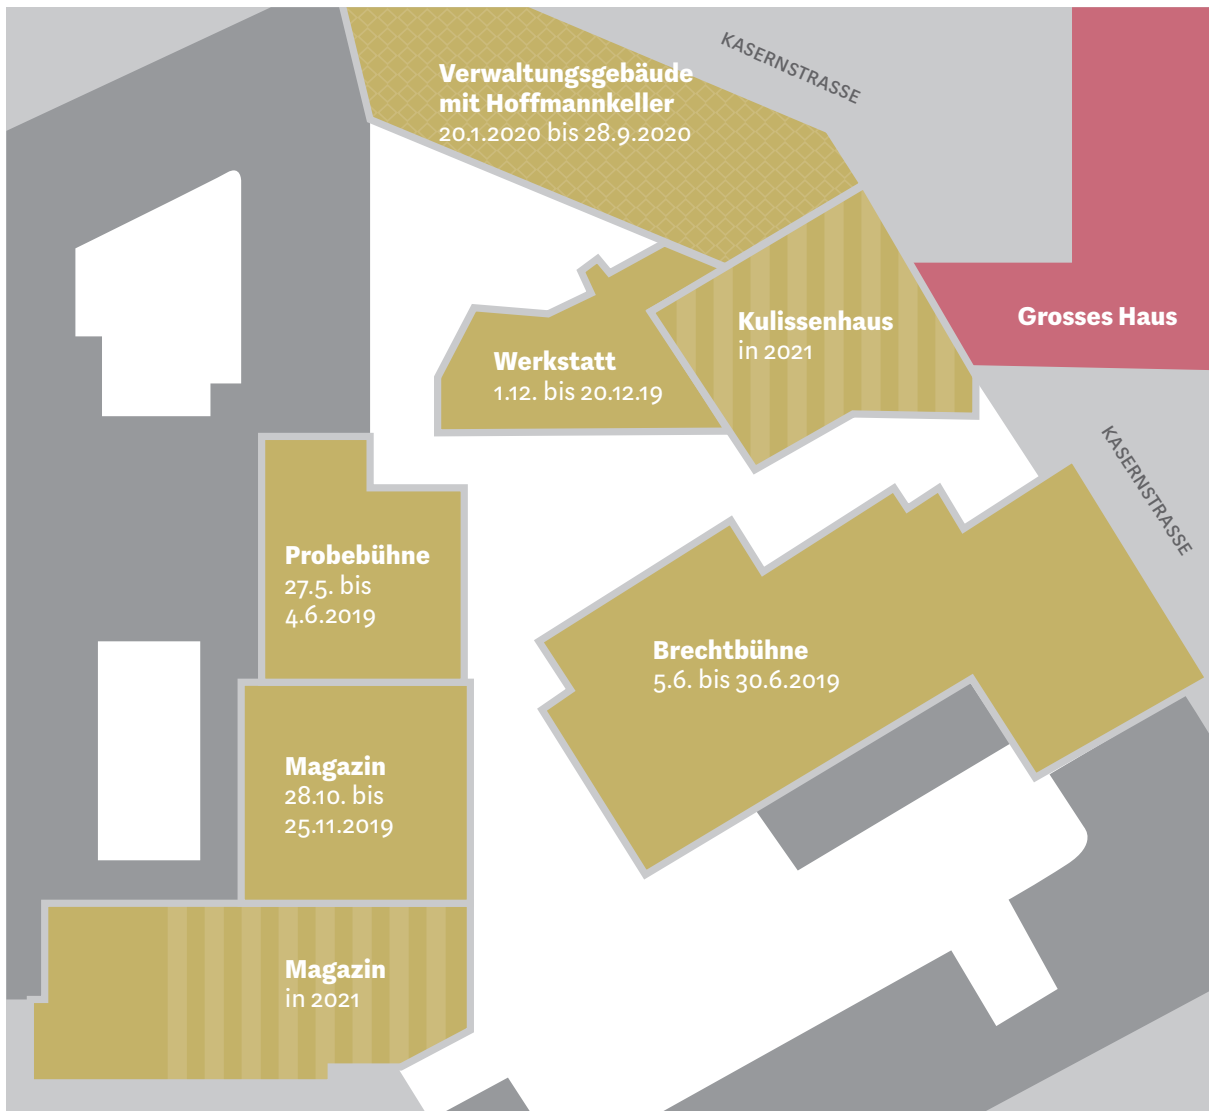 KASERNSTRASSE
Verwaltungsgebäude
mit Hoffmannkeller
20.1.2020 bis 28.9.2020
Grosses Haus
Kulissenhaus
in 2021
Werkstatt
1.12. bis 20.12.19
KASERNSTRASSE
Probebühne
27.5. bis
4.6.2019
Brechtbühne
5.6. bis 30.6.2019
Magazin
28.10. bis
25.11.2019
Magazin
in 2021